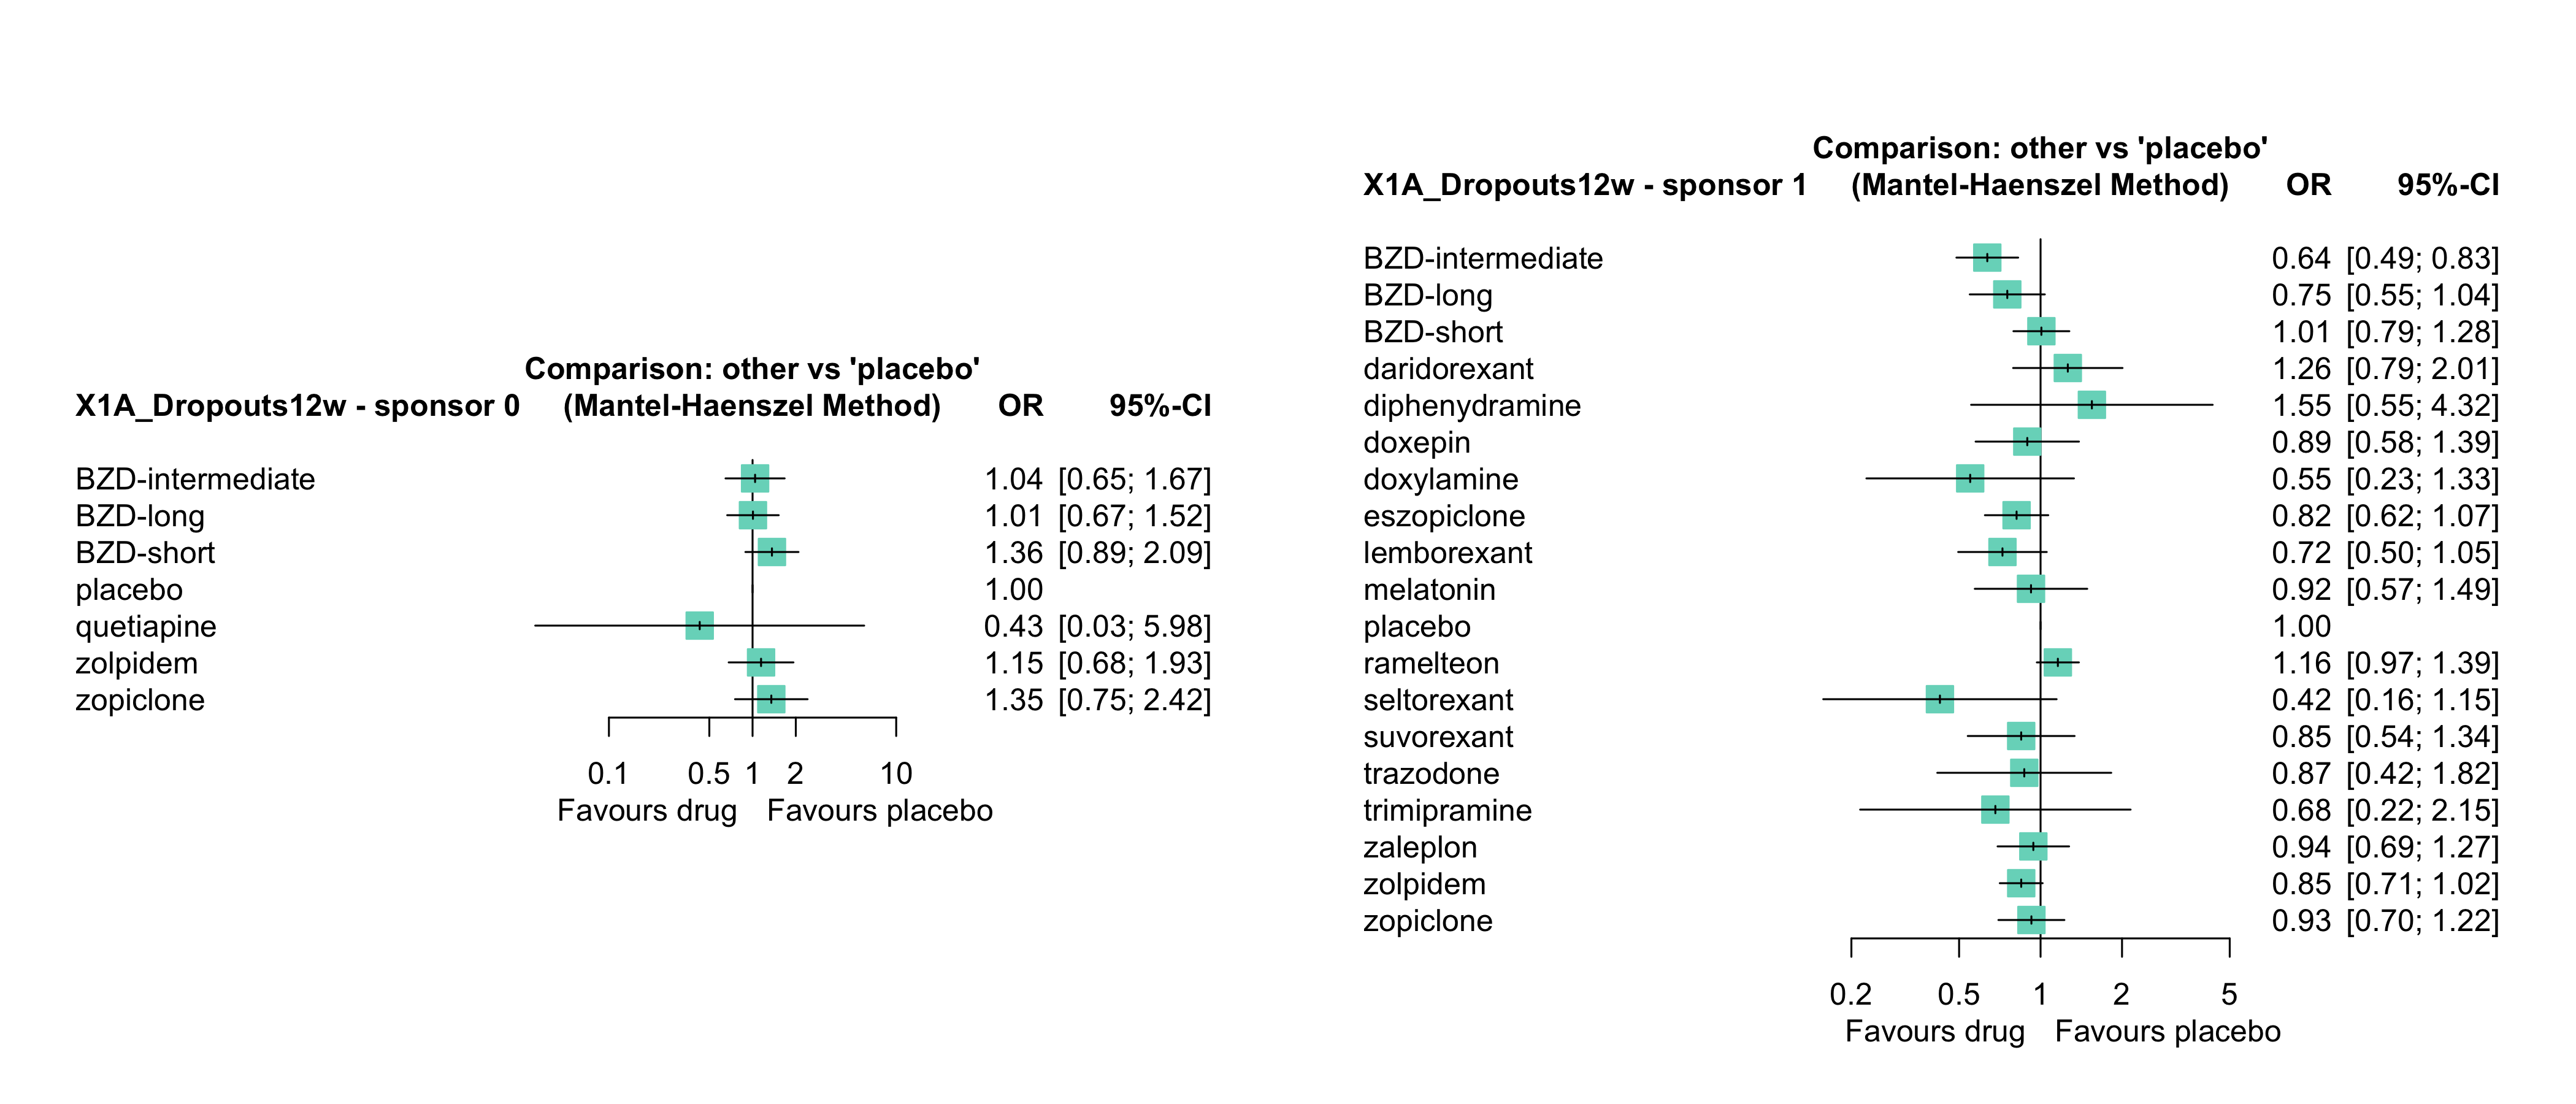 Comparison: other vs 'placebo'
X1A_Dropouts12w - sponsor 0 (Mantel-Haenszel Method) OR 95%-CI
BZD-intermediate 1.04 [0.65; 1.67]
BZD-long 1.01 [0.67; 1.52]
BZD-short 1.36 [0.89; 2.09]
placebo 1.00
quetiapine 0.43 [0.03; 5.98]
zolpidem 1.15 [0.68; 1.93]
zopiclone 1.35 [0.75; 2.42]
0.1 0.5 1 2 10
Favours drug Favours placebo
Comparison: other vs 'placebo'
X1A_Dropouts12w - sponsor 1 (Mantel-Haenszel Method) OR 95%-CI
BZD-intermediate 0.64 [0.49; 0.83]
BZD-long 0.75 [0.55; 1.04]
BZD-short 1.01 [0.79; 1.28]
daridorexant 1.26 [0.79; 2.01]
diphenydramine 1.55 [0.55; 4.32]
doxepin 0.89 [0.58; 1.39]
doxylamine 0.55 [0.23; 1.33]
eszopiclone 0.82 [0.62; 1.07]
lemborexant 0.72 [0.50; 1.05]
melatonin 0.92 [0.57; 1.49]
placebo 1.00
ramelteon 1.16 [0.97; 1.39]
seltorexant 0.42 [0.16; 1.15]
suvorexant 0.85 [0.54; 1.34]
trazodone 0.87 [0.42; 1.82]
trimipramine 0.68 [0.22; 2.15]
zaleplon 0.94 [0.69; 1.27]
zolpidem 0.85 [0.71; 1.02]
zopiclone 0.93 [0.70; 1.22]
0.2 0.5 1 2 5
Favours drug Favours placebo